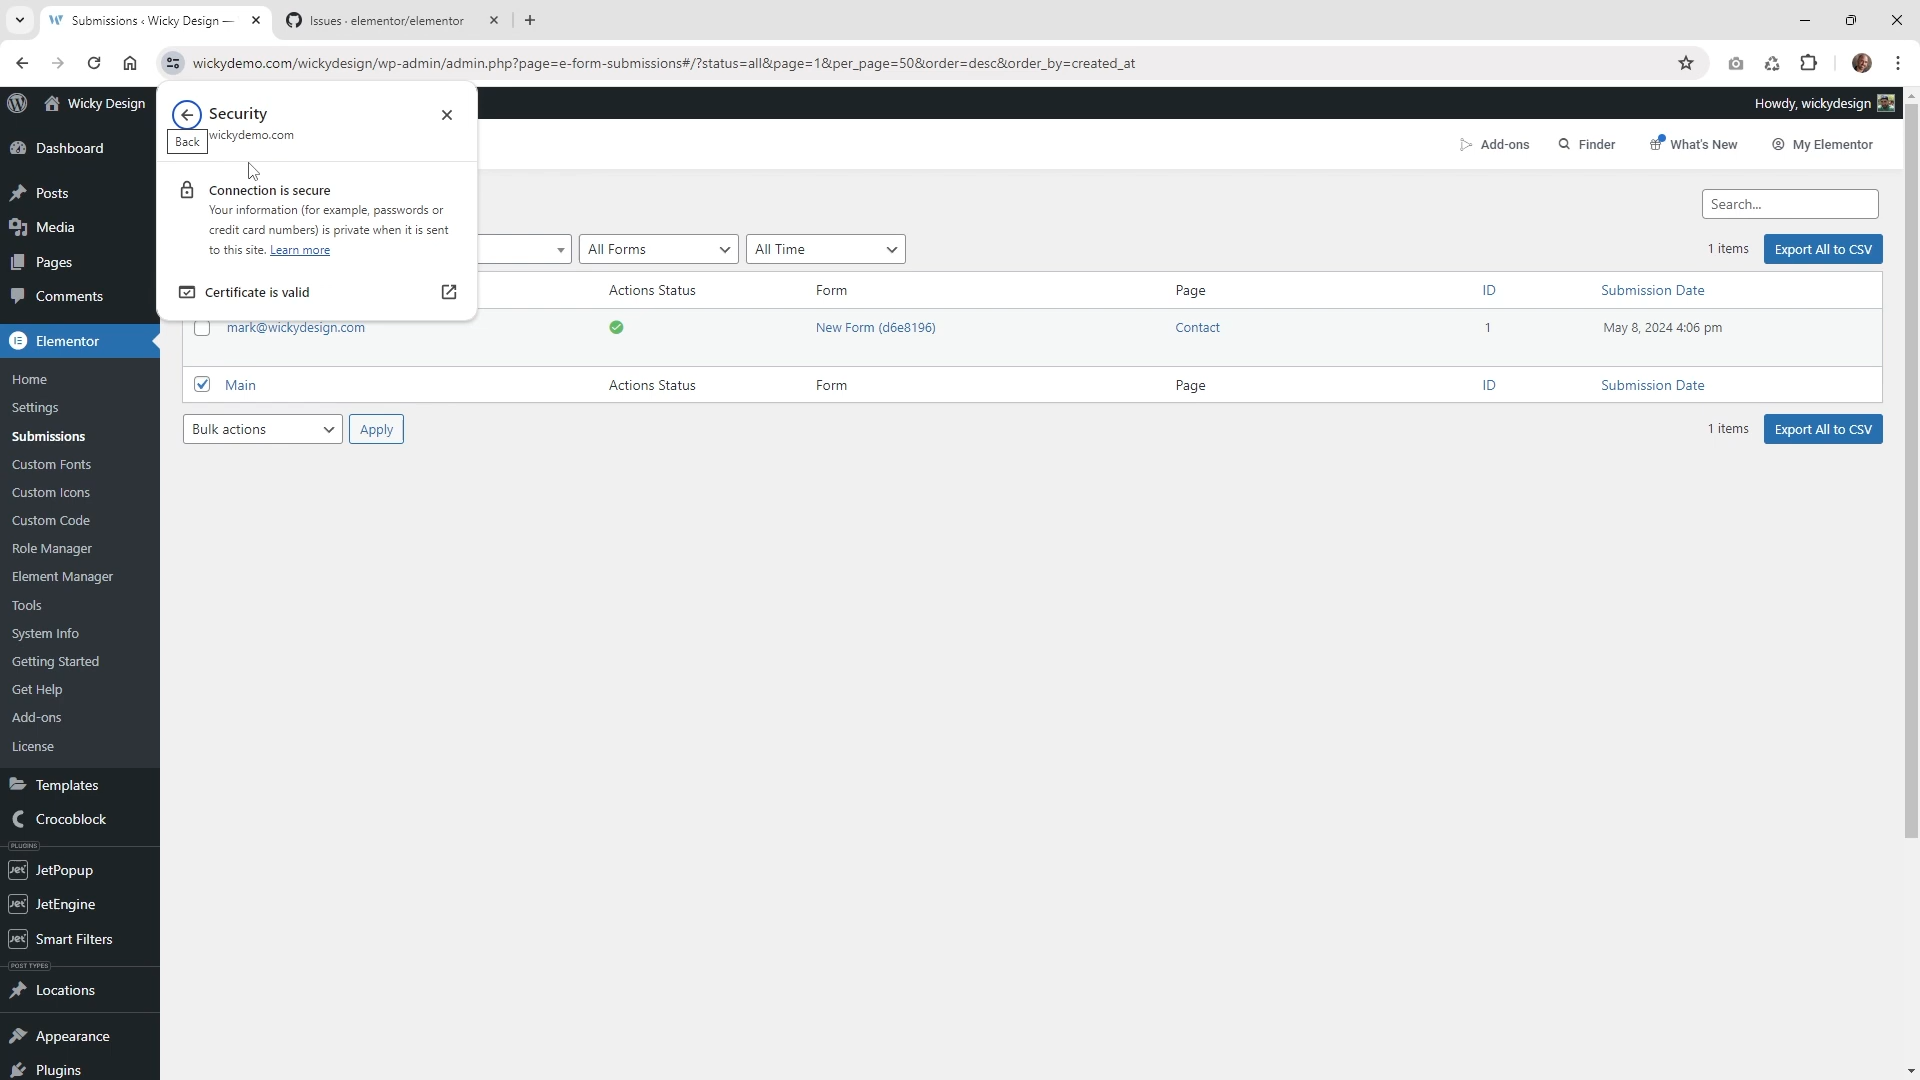 Submissions ‹ Wicky Design —
Issues · elementor/elementor
wickydemo.com/wickydesign/wp-admin/admin.php?page=e-form-submissions#/?status=all&page=1&per_page=50&order=desc&order_by=created_at
Wicky Design
Howdy, wickydesign
Security
wickydemo.com
Back
Connection is secure
Your information (for example, passwords or
credit card numbers) is private when it is sent
to this site. Learn more
Certificate is valid
Add-ons
Finder
What's New
My Elementor
Search...
All Forms
All Time
1 items
Export All to CSV
Actions Status
Form
Page
ID
Submission Date
mark@wickydesign.com
New Form (d6e8196)
Contact
1
May 8, 2024 4:06 pm
Main
Actions Status
Form
Page
ID
Submission Date
Bulk actions
Apply
1 items
Export All to CSV
Dashboard
Posts
Media
Pages
Comments
Elementor
Home
Settings
Submissions
Custom Fonts
Custom Icons
Custom Code
Role Manager
Element Manager
Tools
System Info
Getting Started
Get Help
Add-ons
License
Templates
Crocoblock
PLUGINS
Jet JetPopup
Jet JetEngine
Jet Smart Filters
POST TYPES
Locations
Appearance
Plugins